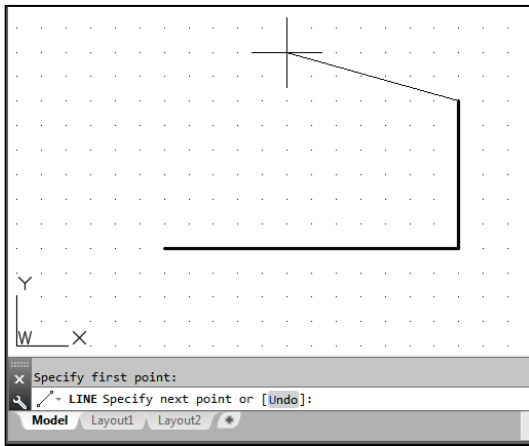 Y
W X
Specify first point:
LINE Specify next point or [Undo]:
Model Layout1 Layout2 +